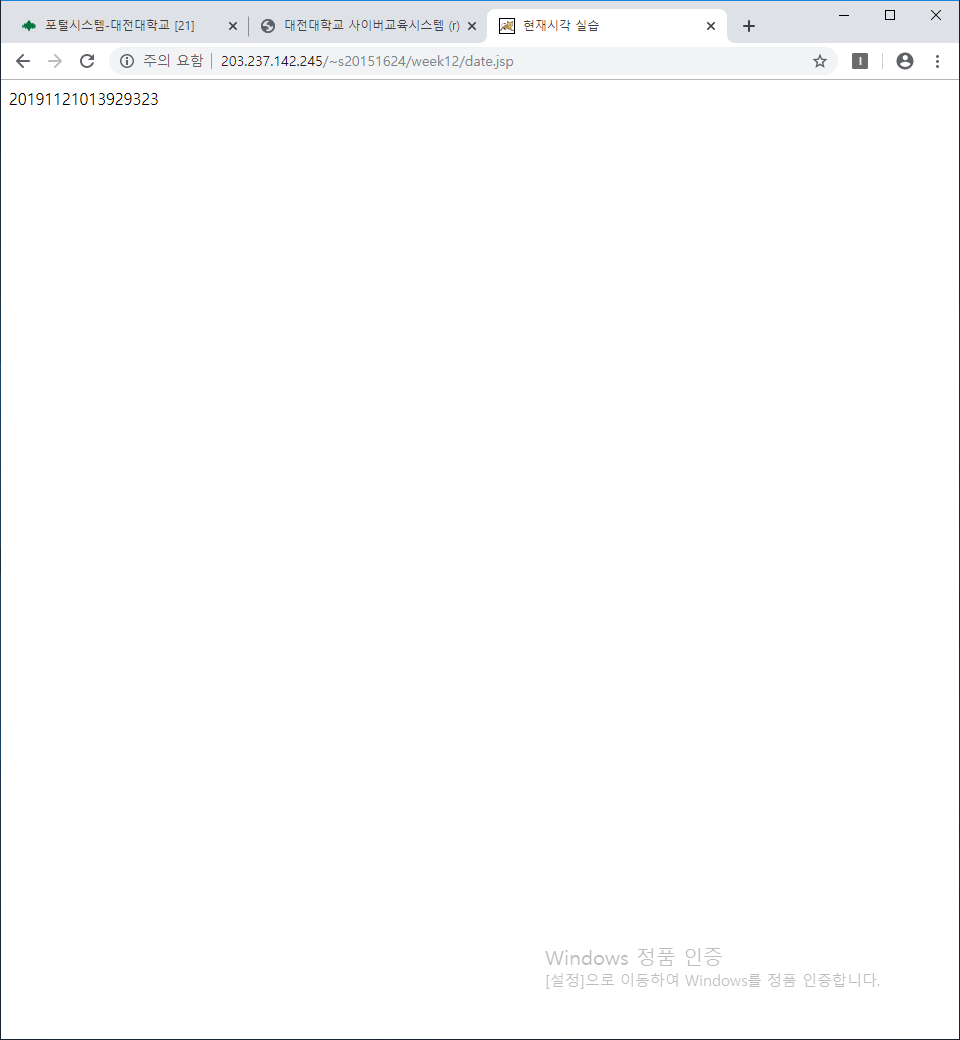 포털시스템-대전대학교 [21]
대전대학교 사이버교육시스템 (r)
현재시각 실습
주의 요함
203.237.142.245/~s20151624/week12/date.jsp
I
20191121013929323
Windows 정품 인증
[설정]으로 이동하여 Windows를 정품 인증합니다.